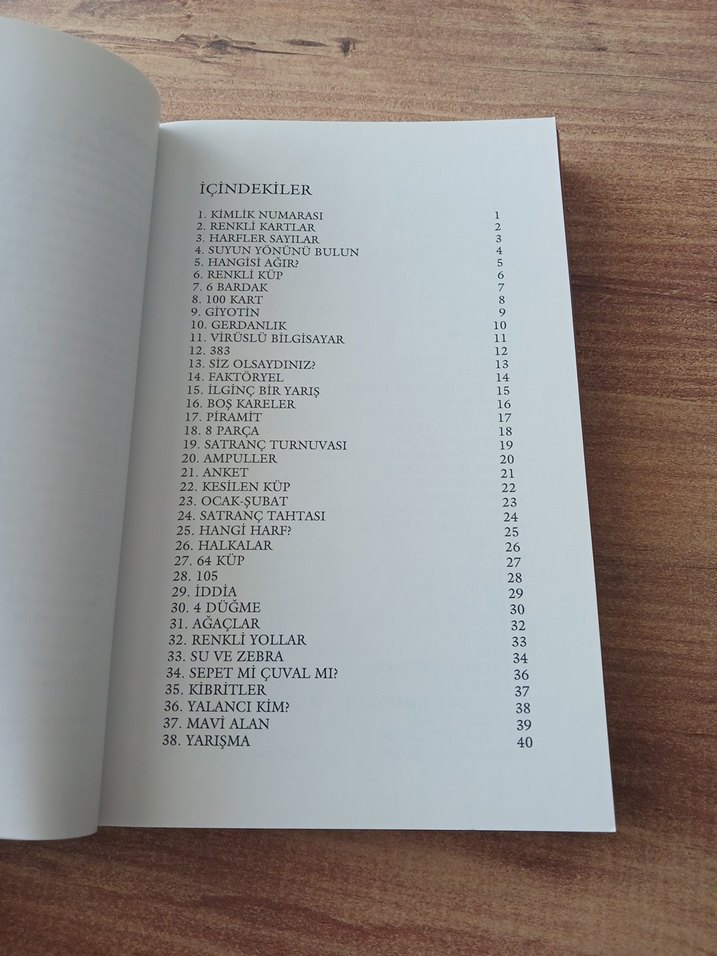 İÇİNDEKİLER
1. KİMLİK NUMARASI 1
2. RENKLİ KARTLAR 2
3. HARFLER SAYILAR 3
4. SUYUN YÖNÜNÜ BULUN 4
5. HANGİSİ AĞIR? 5
6. RENKLİ KÜP 6
7. 6 BARDAK 7
8. 100 KART 8
9. GİYOTİN 9
10. GERDANLIK 10
11. VİRÜSLÜ BİLGİSAYAR 11
12. 383 12
13. SİZ OLSAYDINIZ? 13
14. FAKTÖRYEL 14
15. İLGİNÇ BİR YARIŞ 15
16. BOŞ KARELER 16
17. PİRAMİT 17
18. 8 PARÇA 18
19. SATRANÇ TURNUVASI 19
20. AMPULLER 20
21. ANKET 21
22. KESİLEN KÜP 22
23. OCAK-ŞUBAT 23
24. SATRANÇ TAHTASI 24
25. HANGİ HARF? 25
26. HALKALAR 26
27. 64 KÜP 27
28. 105 28
29. İDDİA 29
30. 4 DÜĞME 30
31. AĞAÇLAR 32
32. RENKLİ YOLLAR 33
33. SU VE ZEBRA 34
34. SEPET Mİ ÇUVAL MI? 36
35. KİBRİTLER 37
36. YALANCI KİM? 38
37. MAVİ ALAN 39
38. YARIŞMA 40